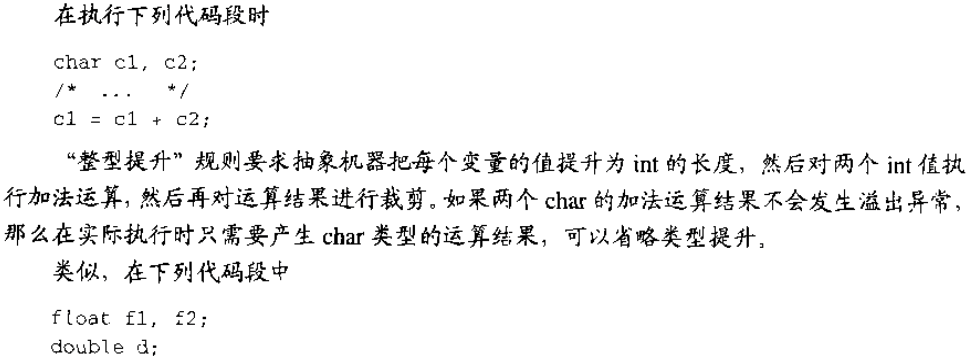 在执行下列代码段时
char c1, c2;
/* ... */
c1 = c1 + c2;
“整型提升”规则要求抽象机器把每个变量的值提升为 int 的长度，然后对两个 int 值执
行加法运算，然后再对运算结果进行裁剪。如果两个 char 的加法运算结果不会发生溢出异常，
那么在实际执行时只需要产生 char 类型的运算结果，可以省略类型提升。
类似，在下列代码段中
float f1, f2;
double d;